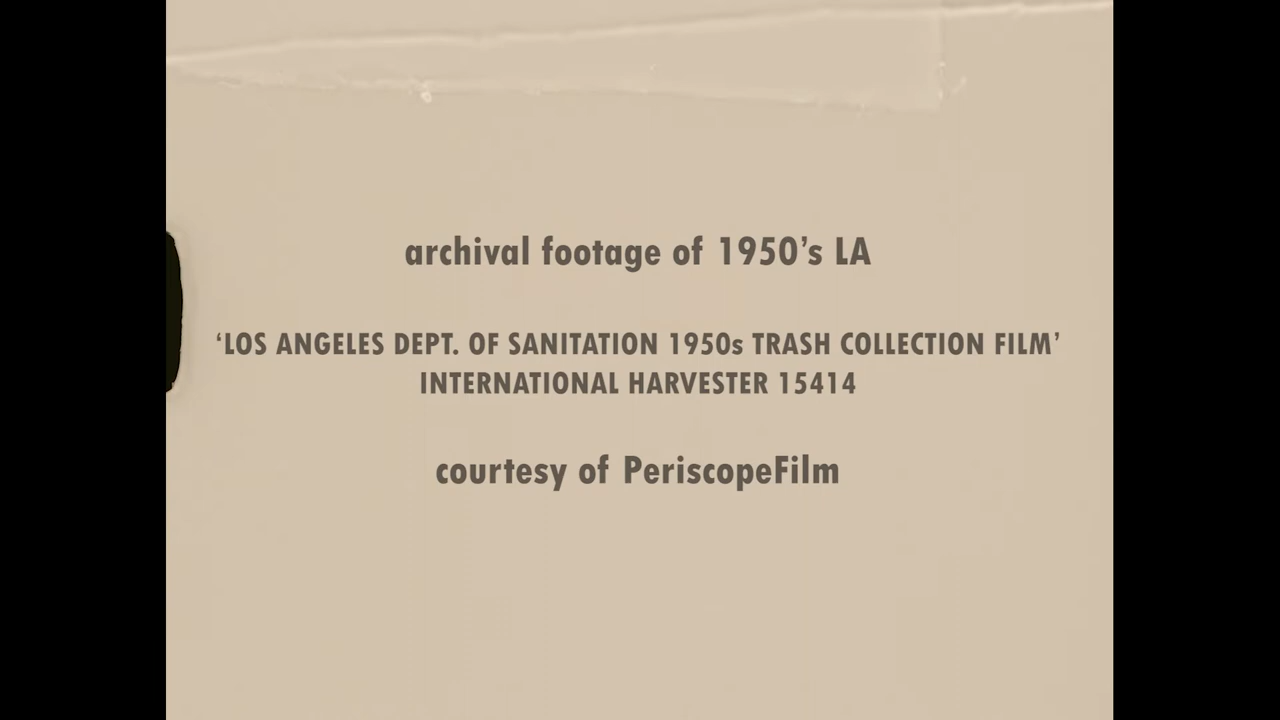 archival footage of 1950’s LA
‘LOS ANGELES DEPT. OF SANITATION 1950s TRASH COLLECTION FILM’
INTERNATIONAL HARVESTER 15414
courtesy of PeriscopeFilm